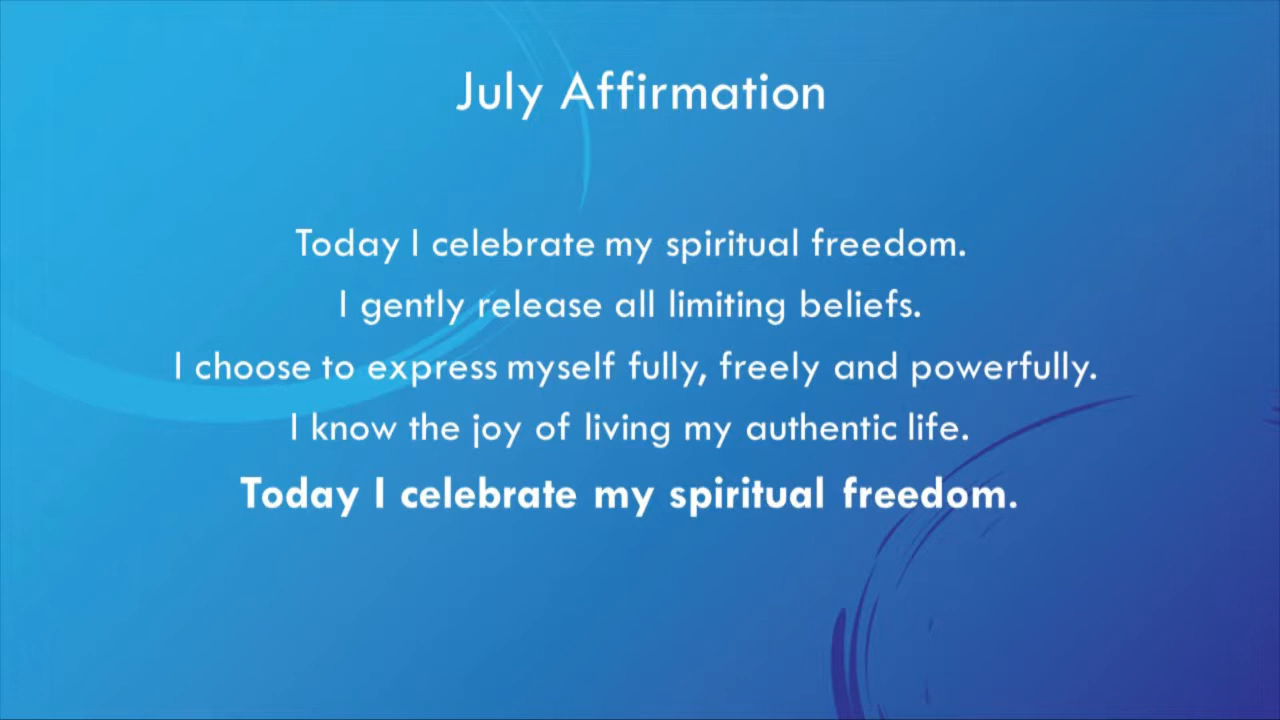 July Affirmation
Today I celebrate my spiritual freedom.
I gently release all limiting beliefs.
I choose to express myself fully, freely and powerfully.
I know the joy of living my authentic life.
Today I celebrate my spiritual freedom.